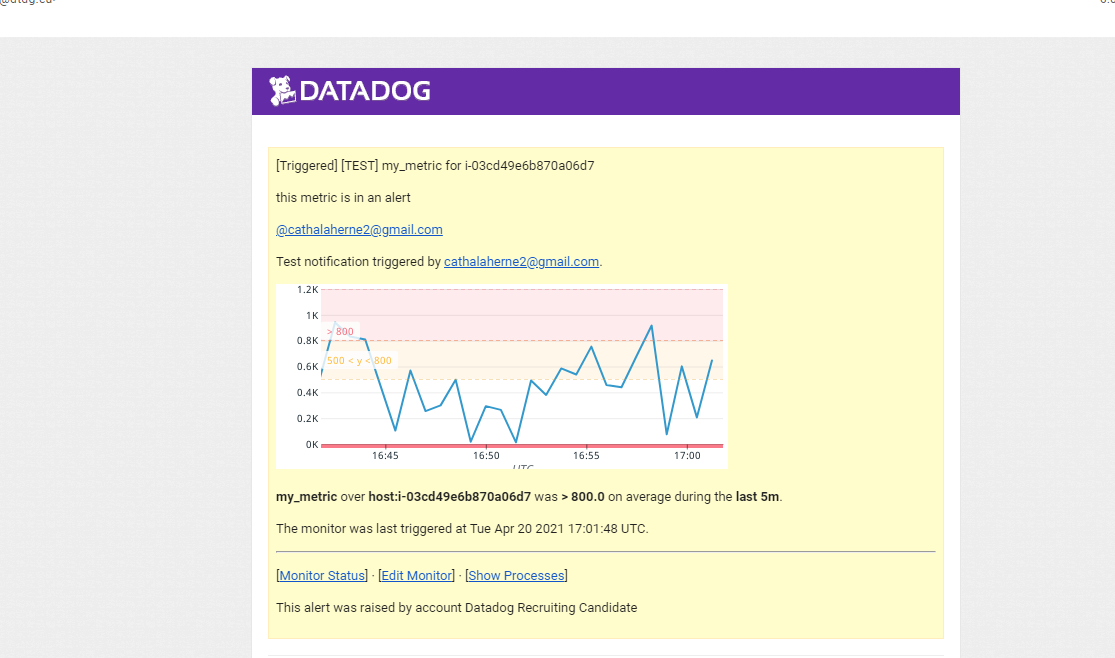 DATADOG
[Triggered] [TEST] my_metric for i-03cd49e6b870a06d7
this metric is in an alert
@cathalaherne2@gmail.com
Test notification triggered by cathalaherne2@gmail.com.
1.2K
1K
> 800
0.8K
500 < y < 800
0.6K
0.4K
0.2K
0K
16:45 16:50 16:55 17:00
UTC
my_metric over host:i-03cd49e6b870a06d7 was > 800.0 on average during the last 5m.
The monitor was last triggered at Tue Apr 20 2021 17:01:48 UTC.
[Monitor Status] · [Edit Monitor] · [Show Processes]
This alert was raised by account Datadog Recruiting Candidate